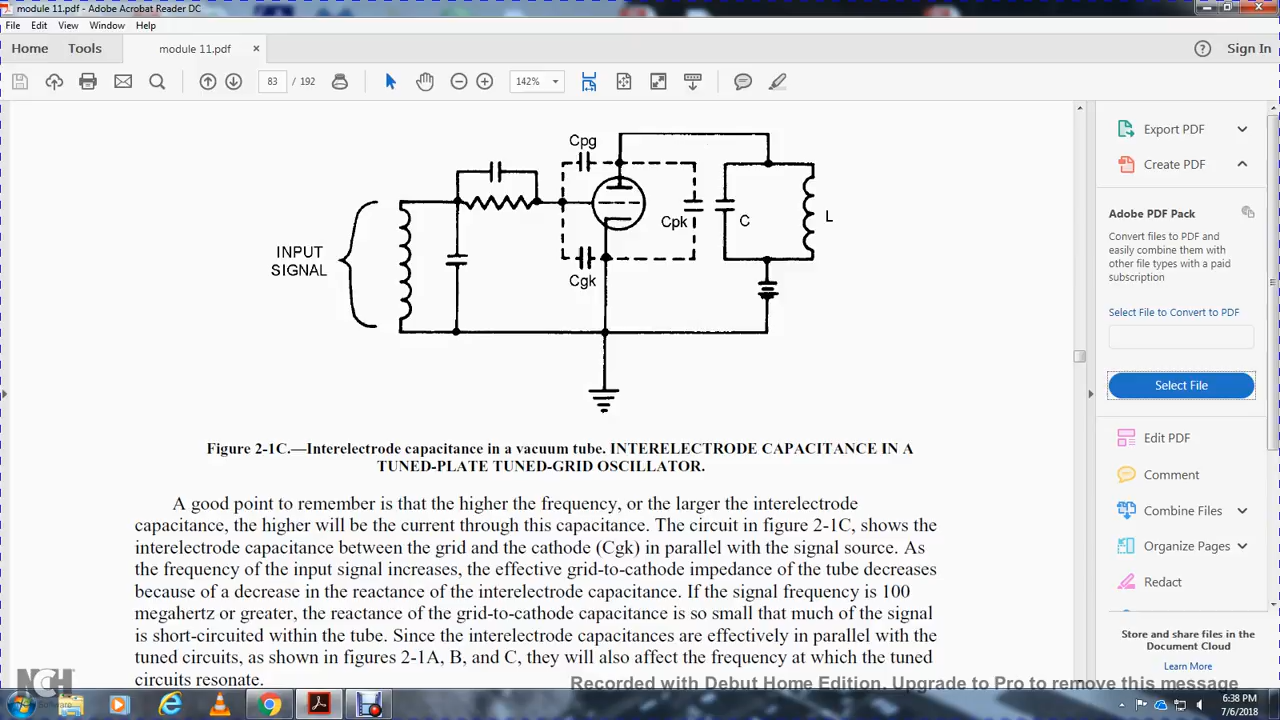 module 11.pdf - Adobe Acrobat Reader DC
File Edit View Window Help
Home Tools module 11.pdf × Sign In
83 / 192 142%
Export PDF
Create PDF
Adobe PDF Pack
Convert files to PDF and
easily combine them with
other file types with a paid
subscription
Select File to Convert to PDF
Select File
Edit PDF
Comment
Combine Files
Organize Pages
Redact
Store and share files in the
Document Cloud
Learn More
Cpg
INPUT
SIGNAL
Cpk
C
L
Cgk
Figure 2-1C.—Interelectrode capacitance in a vacuum tube. INTERELECTRODE CAPACITANCE IN A
TUNED-PLATE TUNED-GRID OSCILLATOR.
A good point to remember is that the higher the frequency, or the larger the interelectrode
capacitance, the higher will be the current through this capacitance. The circuit in figure 2-1C, shows the
interelectrode capacitance between the grid and the cathode (Cgk) in parallel with the signal source. As
the frequency of the input signal increases, the effective grid-to-cathode impedance of the tube decreases
because of a decrease in the reactance of the interelectrode capacitance. If the signal frequency is 100
megahertz or greater, the reactance of the grid-to-cathode capacitance is so small that much of the signal
is short-circuited within the tube. Since the interelectrode capacitances are effectively in parallel with the
tuned circuits, as shown in figures 2-1A, B, and C, they will also affect the frequency at which the tuned
circuits resonate.
NCH
Software
Recorded with Debut Home Edition. Upgrade to Pro to remove this message
6:38 PM
7/6/2018